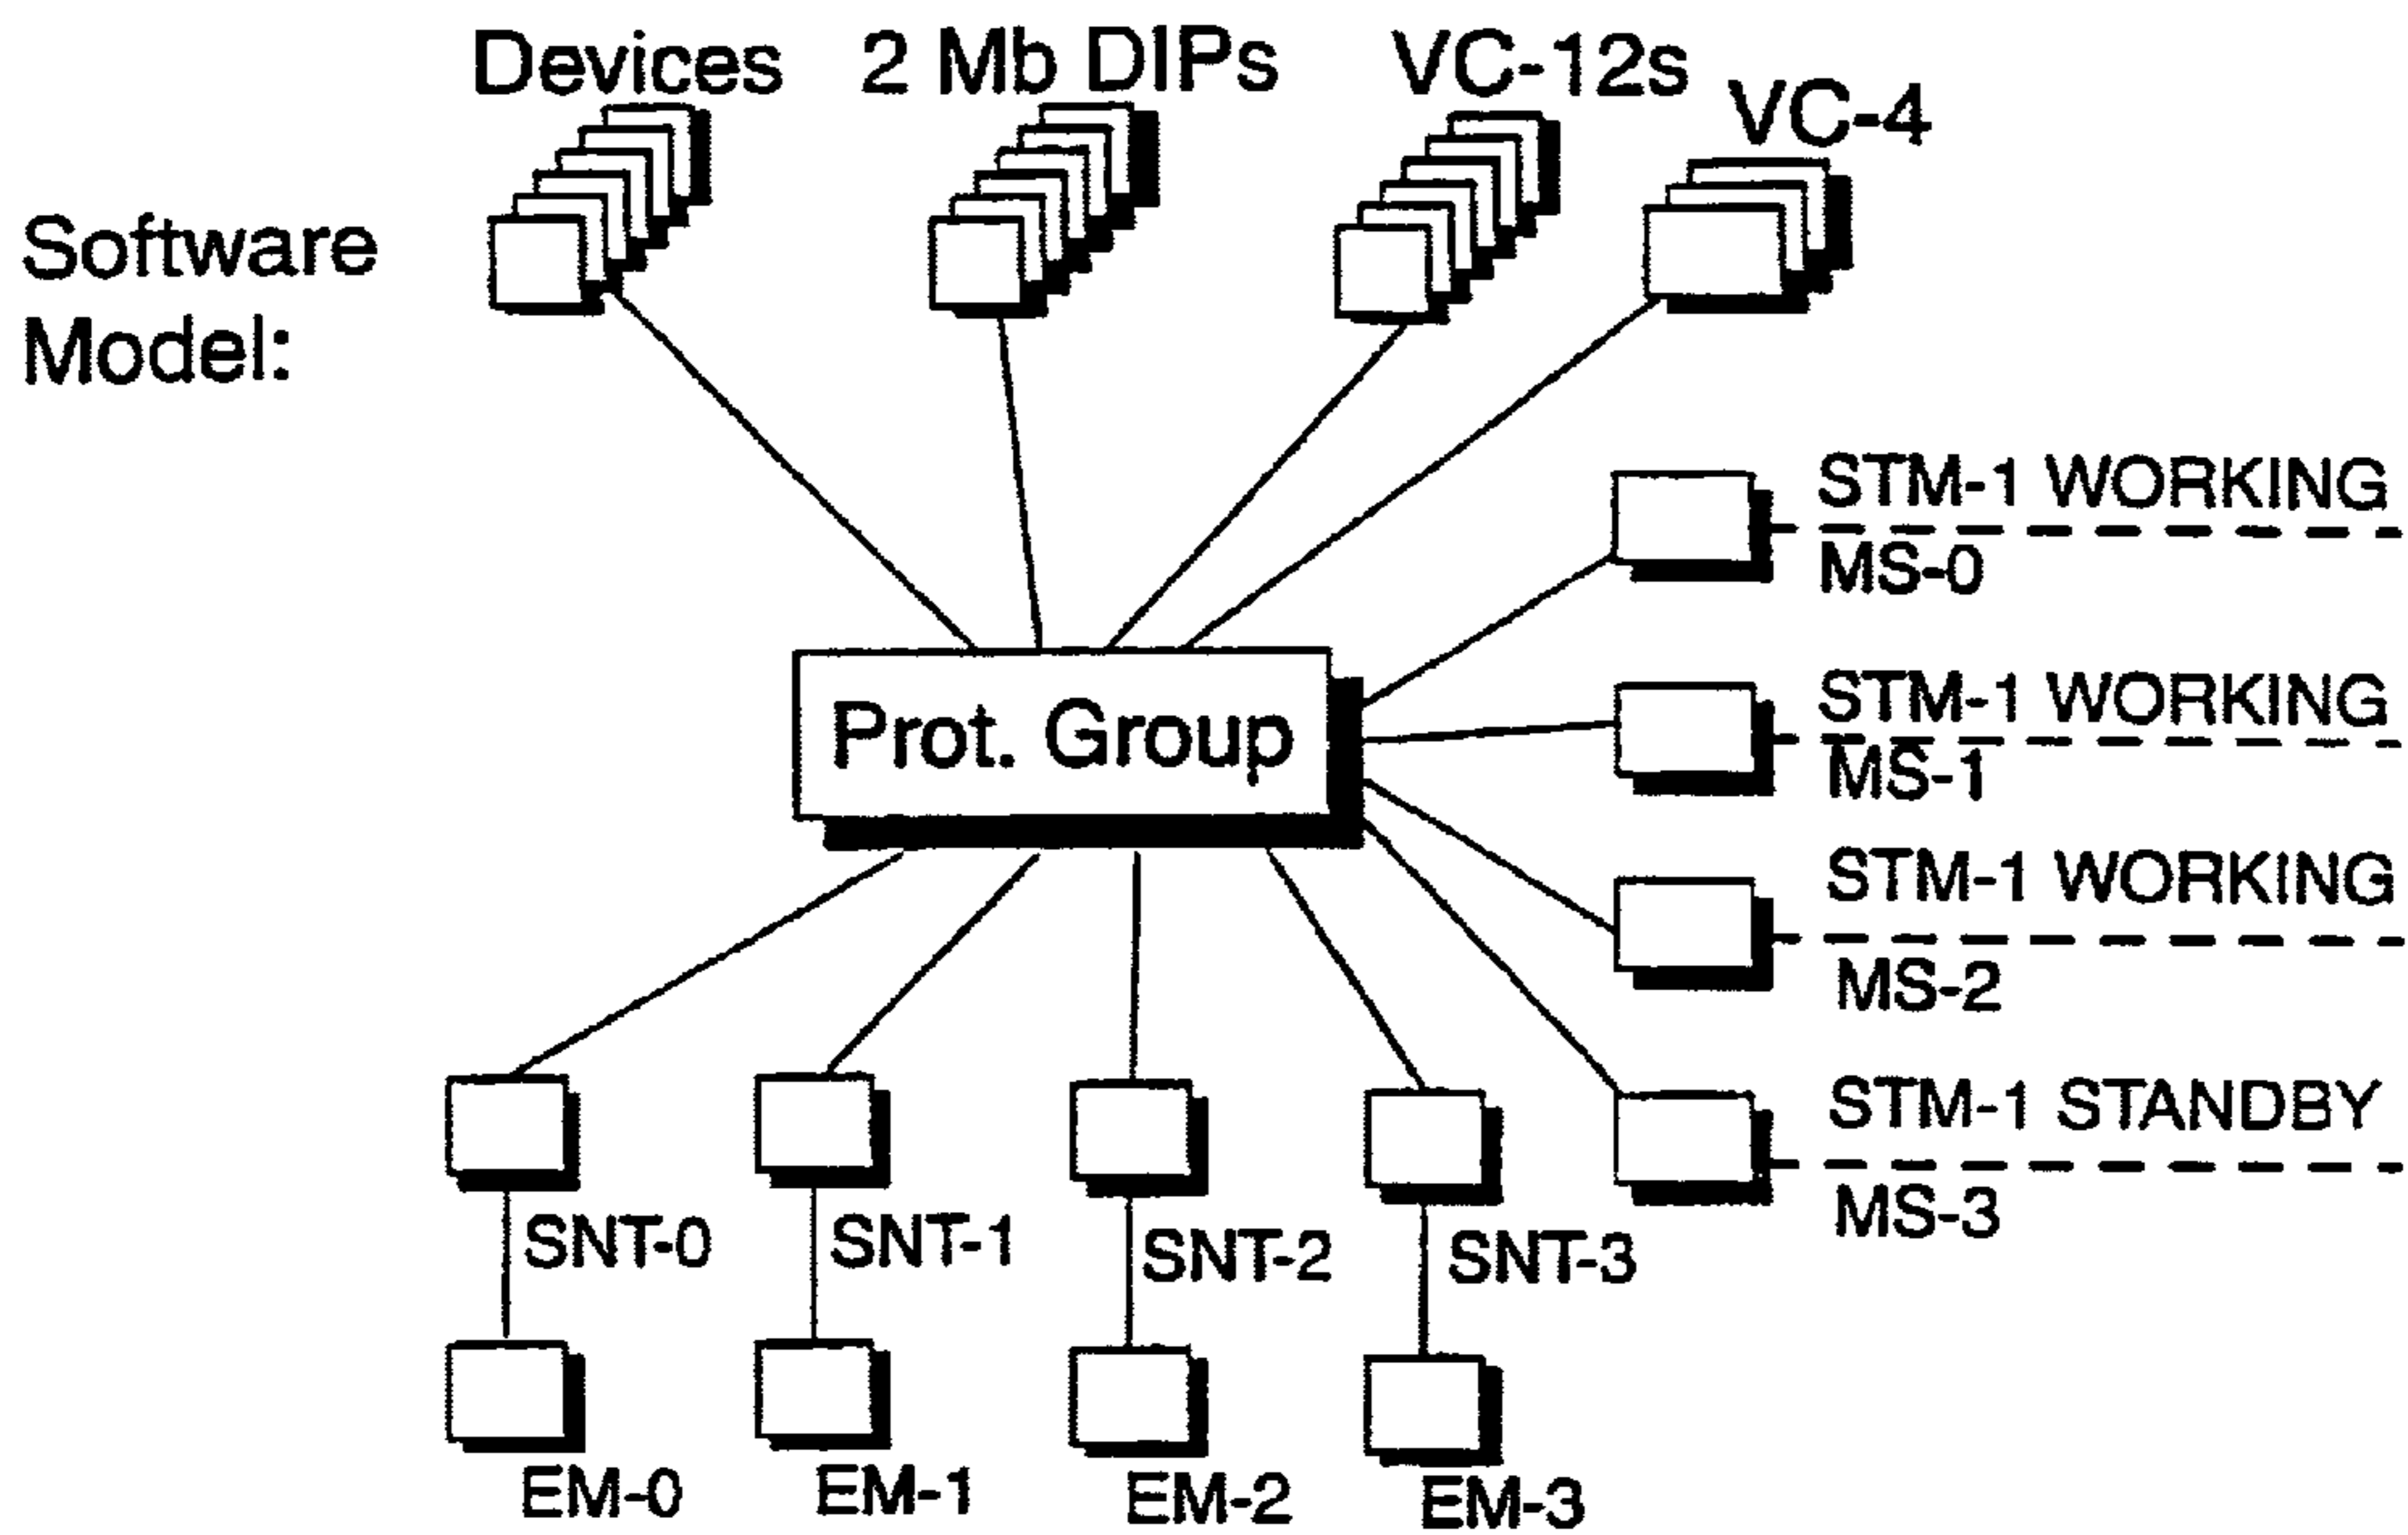 Devices
2 Mb DIPs
VC-12s
VC-4
Software
Model:
STM-1 WORKING
MS-0
Prot. Group
STM-1 WORKING
MS-1
STM-1 WORKING
MS-2
STM-1 STANDBY
MS-3
SNT-0
SNT-1
SNT-2
SNT-3
EM-0
EM-1
EM-2
EM-3